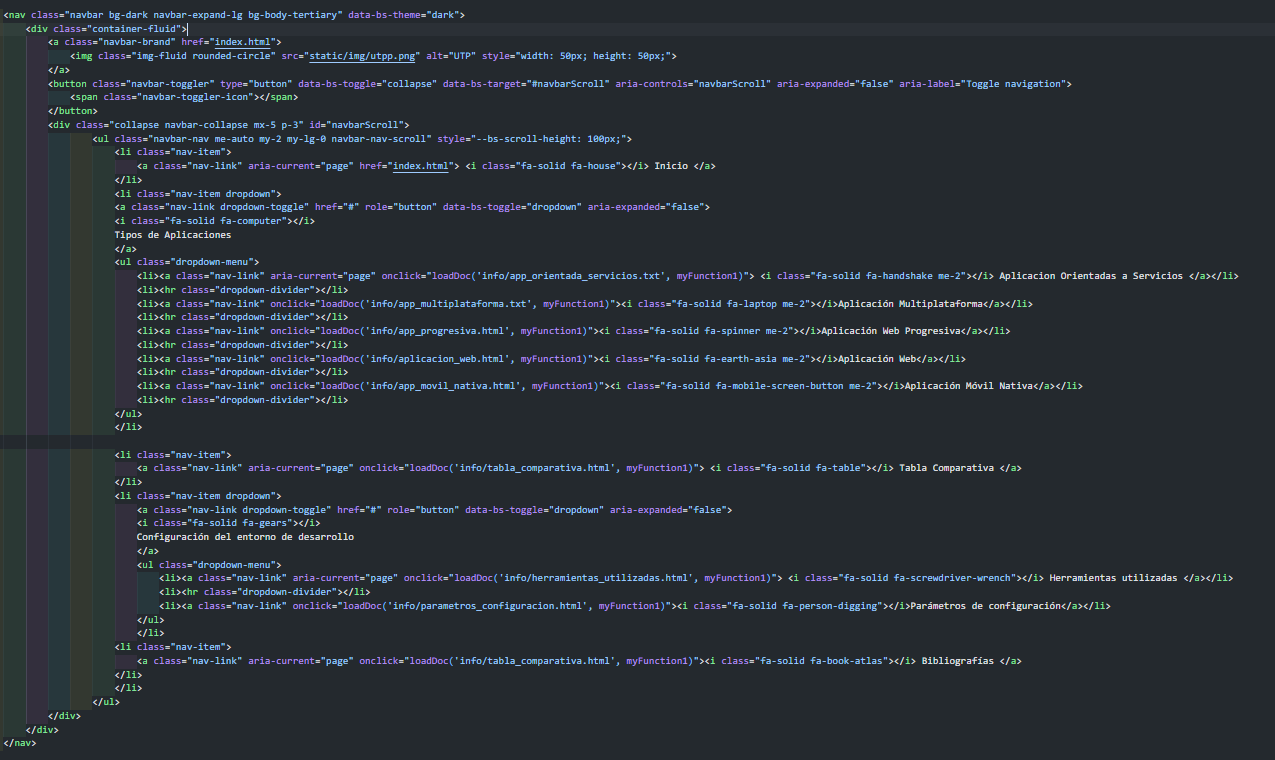 <nav class="navbar bg-dark navbar-expand-lg bg-body-tertiary" data-bs-theme="dark">
<div class="container-fluid">
<a class="navbar-brand" href="index.html">
<img class="img-fluid rounded-circle" src="static/img/utpp.png" alt="UTP" style="width: 50px; height: 50px;">
</a>
<button class="navbar-toggler" type="button" data-bs-toggle="collapse" data-bs-target="#navbarScroll" aria-controls="navbarScroll" aria-expanded="false" aria-label="Toggle navigation">
<span class="navbar-toggler-icon"></span>
</button>
<div class="collapse navbar-collapse mx-5 p-3" id="navbarScroll">
<ul class="navbar-nav me-auto my-2 my-lg-0 navbar-nav-scroll" style="--bs-scroll-height: 100px;">
<li class="nav-item">
<a class="nav-link" aria-current="page" href="index.html"> <i class="fa-solid fa-house"></i> Inicio </a>
</li>
<li class="nav-item dropdown">
<a class="nav-link dropdown-toggle" href="#" role="button" data-bs-toggle="dropdown" aria-expanded="false">
<i class="fa-solid fa-computer"></i>
Tipos de Aplicaciones
</a>
<ul class="dropdown-menu">
<li><a class="nav-link" aria-current="page" onclick="loadDoc('info/app_orientada_servicios.txt', myFunction1)"> <i class="fa-solid fa-handshake me-2"></i> Aplicacion Orientadas a Servicios </a></li>
<li><hr class="dropdown-divider"></li>
<li><a class="nav-link" onclick="loadDoc('info/app_multiplataforma.txt', myFunction1)"><i class="fa-solid fa-laptop me-2"></i>Aplicación Multiplataforma</a></li>
<li><hr class="dropdown-divider"></li>
<li><a class="nav-link" onclick="loadDoc('info/app_progresiva.html', myFunction1)"><i class="fa-solid fa-spinner me-2"></i>Aplicación Web Progresiva</a></li>
<li><hr class="dropdown-divider"></li>
<li><a class="nav-link" onclick="loadDoc('info/aplicacion_web.html', myFunction1)"><i class="fa-solid fa-earth-asia me-2"></i>Aplicación Web</a></li>
<li><hr class="dropdown-divider"></li>
<li><a class="nav-link" onclick="loadDoc('info/app_movil_nativa.html', myFunction1)"><i class="fa-solid fa-mobile-screen-button me-2"></i>Aplicación Móvil Nativa</a></li>
<li><hr class="dropdown-divider"></li>
</ul>
</li>
<li class="nav-item">
<a class="nav-link" aria-current="page" onclick="loadDoc('info/tabla_comparativa.html', myFunction1)"> <i class="fa-solid fa-table"></i> Tabla Comparativa </a>
</li>
<li class="nav-item dropdown">
<a class="nav-link dropdown-toggle" href="#" role="button" data-bs-toggle="dropdown" aria-expanded="false">
<i class="fa-solid fa-gears"></i>
Configuración del entorno de desarrollo
</a>
<ul class="dropdown-menu">
<li><a class="nav-link" aria-current="page" onclick="loadDoc('info/herramientas_utilizadas.html', myFunction1)"> <i class="fa-solid fa-screwdriver-wrench"></i> Herramientas utilizadas </a></li>
<li><hr class="dropdown-divider"></li>
<li><a class="nav-link" onclick="loadDoc('info/parametros_configuracion.html', myFunction1)"><i class="fa-solid fa-person-digging"></i>Parámetros de configuración</a></li>
</ul>
</li>
<li class="nav-item">
<a class="nav-link" aria-current="page" onclick="loadDoc('info/tabla_comparativa.html', myFunction1)"><i class="fa-solid fa-book-atlas"></i> Bibliografías </a>
</li>
</li>
</ul>
</div>
</div>
</nav>